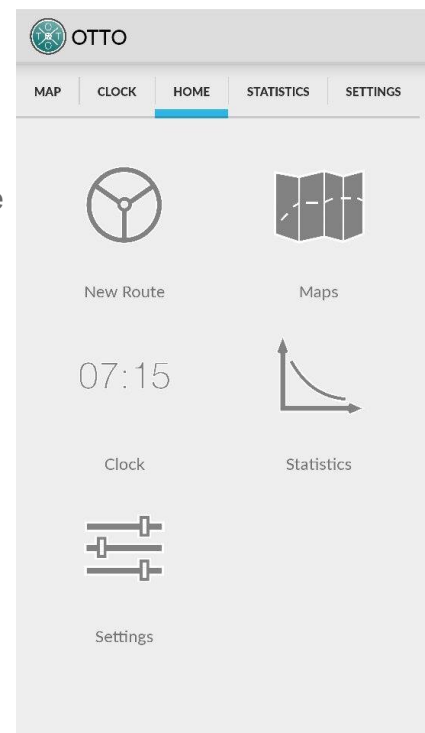 OTTO
MAP CLOCK HOME STATISTICS SETTINGS
e
New Route Maps
07:15
Clock Statistics
Settings